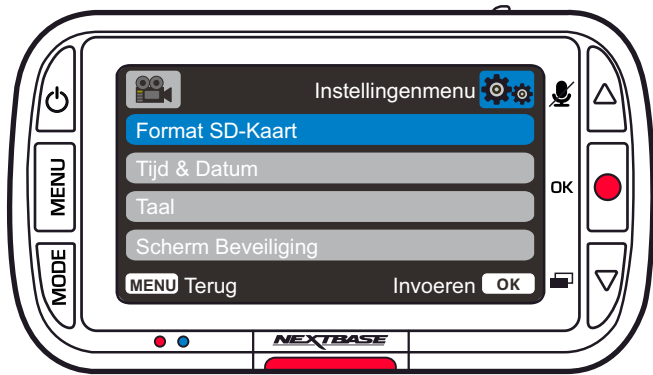 Instellingenmenu
Format SD-Kaart
MENU
Tijd & Datum
OK
Taal
Scherm Beveiliging
MODE
MENU Terug
Invoeren OK
NEXTBASE